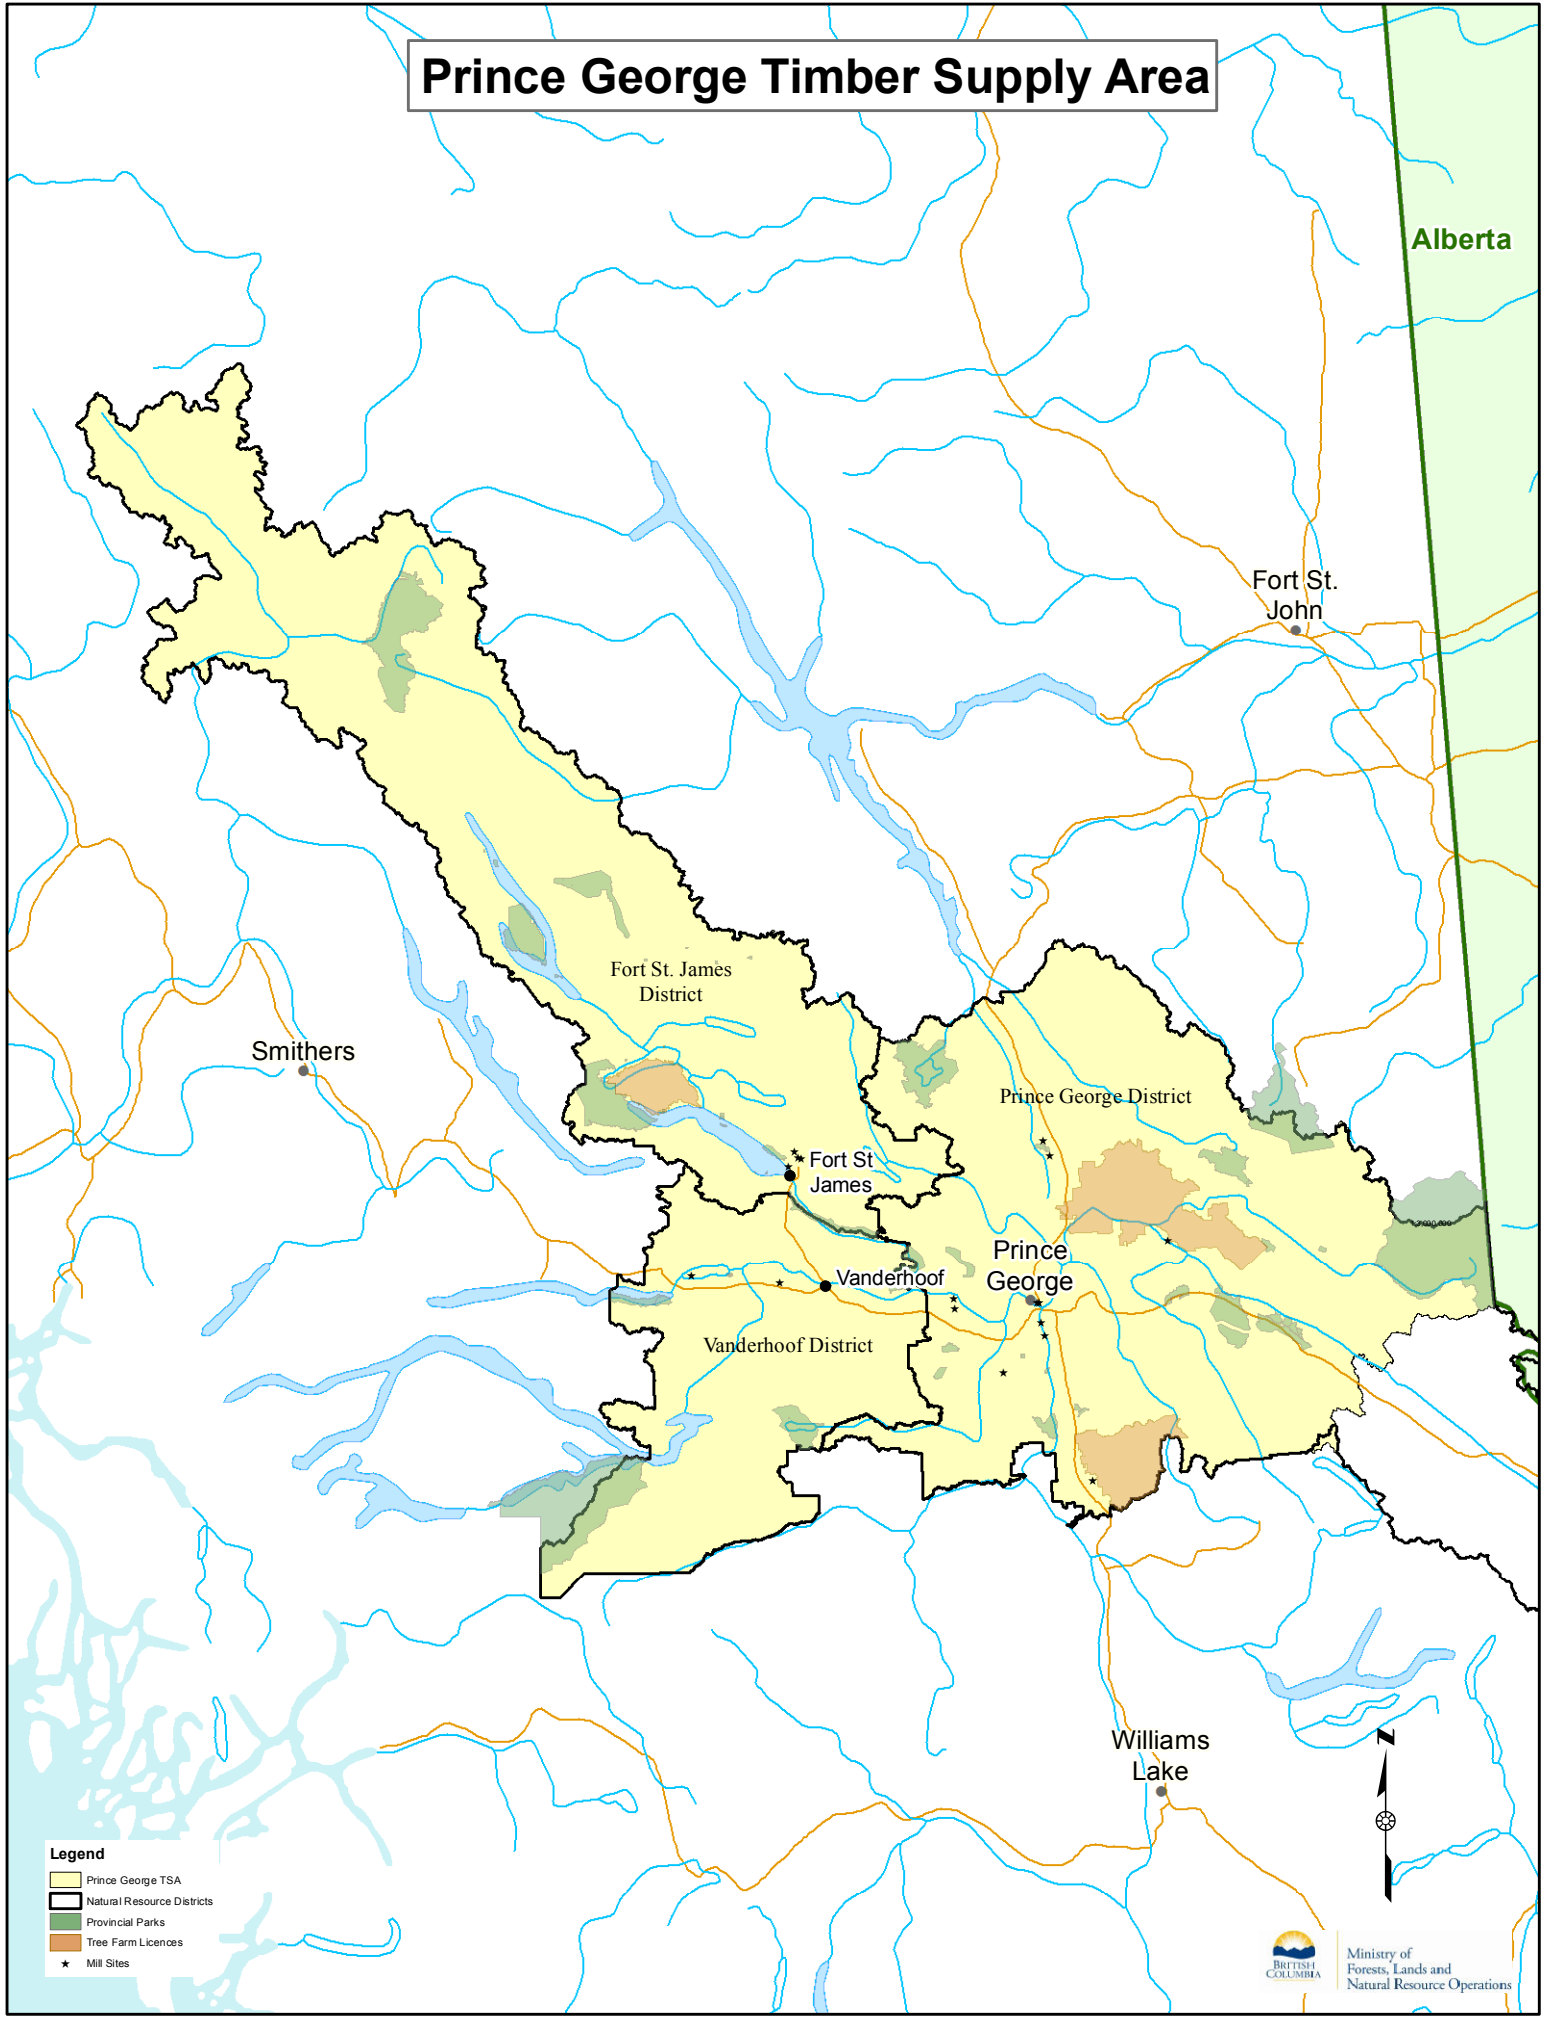 Prince George Timber Supply Area
Alberta
Fort St.
John
Fort St. James
District
Smithers
Prince George District
Fort St
James
Prince
George
Vanderhoof
Vanderhoof District
Williams
Lake
Legend
Prince George TSA
Natural Resource Districts
Provincial Parks
Tree Farm Licences
Mill Sites
N
BRITISH
COLUMBIA
Ministry of
Forests, Lands and
Natural Resource Operations